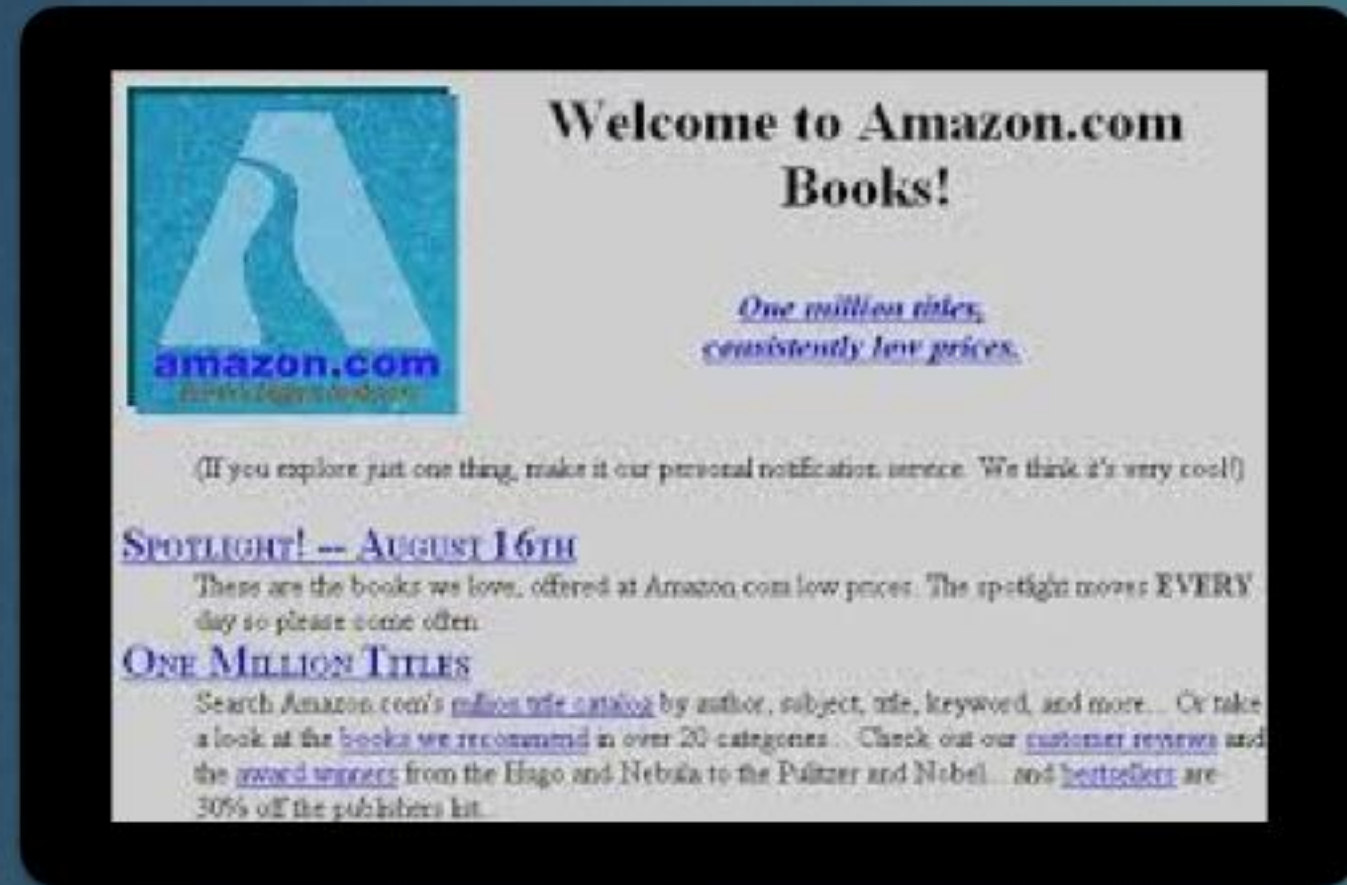 Welcome to Amazon.com
Books!
One million titles,
consistently low prices.
amazon.com
(If you explore just one thing, make it our personal notification service. We think it's very cool!)
SPOTLIGHT! -- AUGUST 16TH
These are the books we love, offered at Amazon.com low prices. The spotlight moves EVERY
day so please come often.
ONE MILLION TITLES
Search Amazon.com's million title catalog by author, subject, title, keyword, and more... Or take
a look at the books we recommend in over 20 categories... Check out our customer reviews and
the award winners from the Hugo and Nebula to the Pulitzer and Nobel... and bestsellers are
30% off the publishers list...